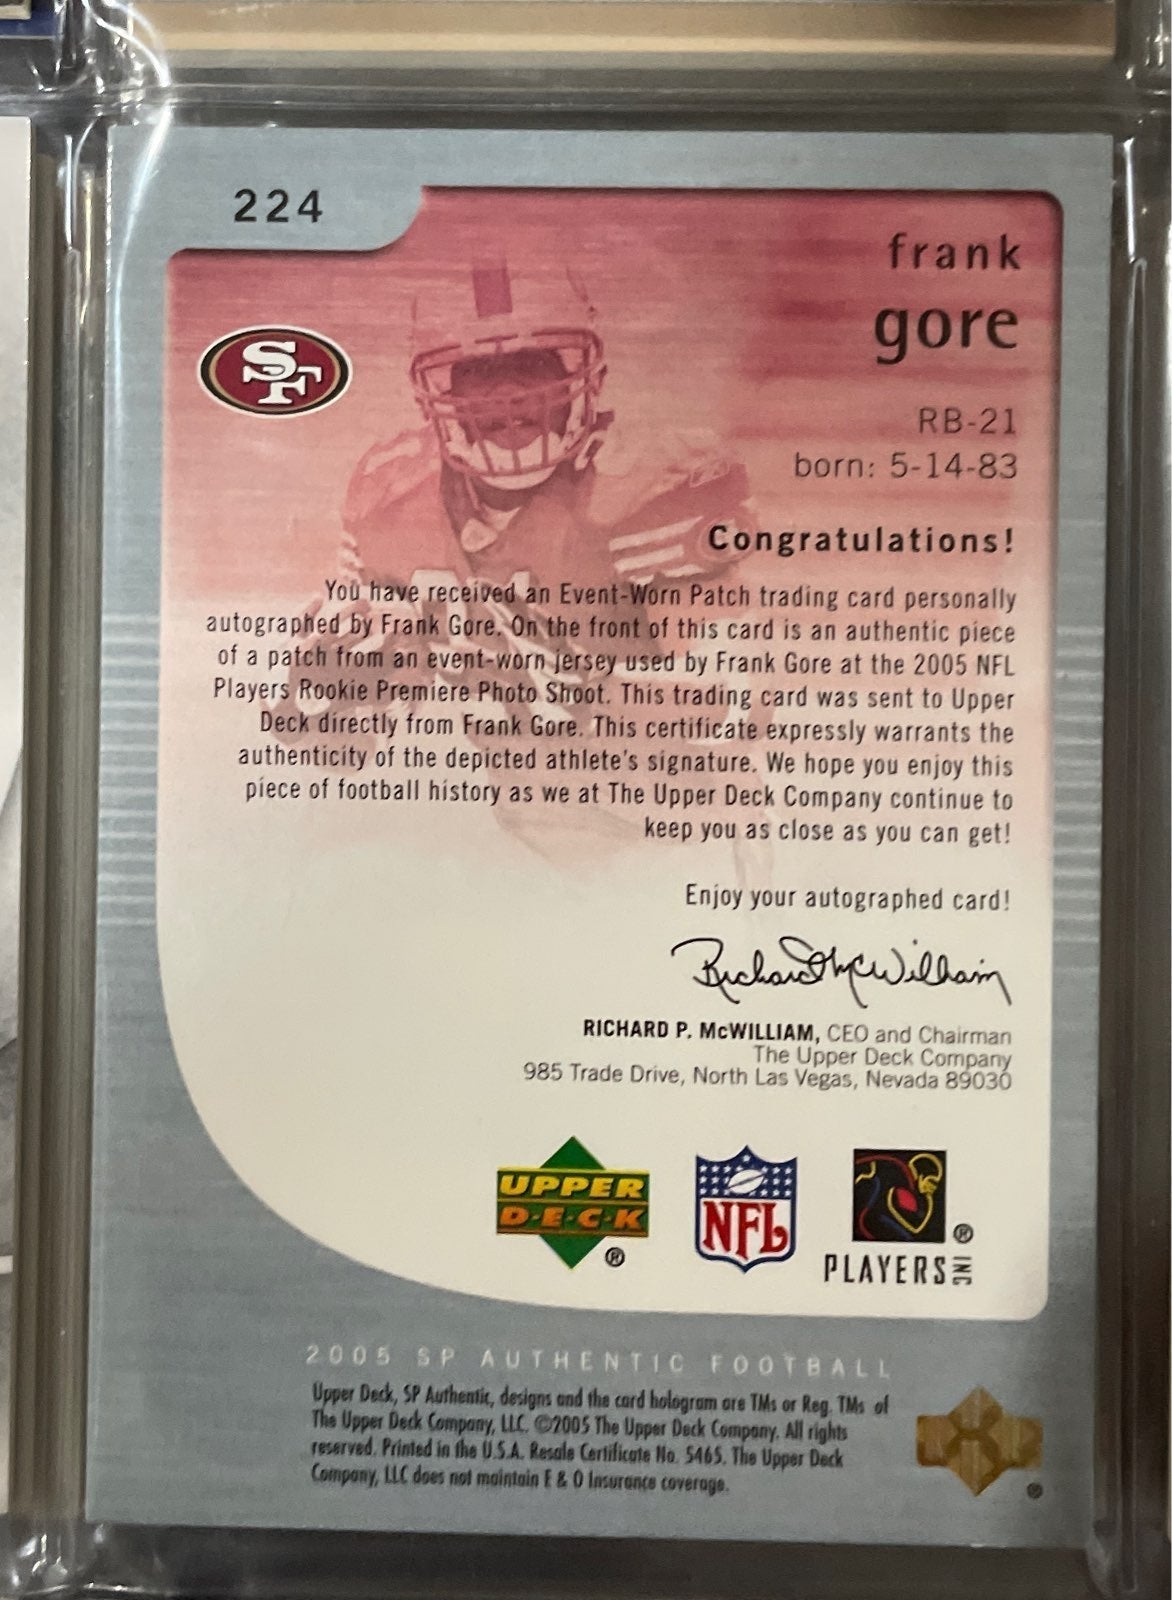 224
frank
gore
SF
RB-21
born: 5-14-83
Congratulations!
You have received an Event-Worn Patch trading card personally
autographed by Frank Gore. On the front of this card is an authentic piece
of a patch from an event-worn jersey used by Frank Gore at the 2005 NFL
Players Rookie Premiere Photo Shoot. This trading card was sent to Upper
Deck directly from Frank Gore. This certificate expressly warrants the
authenticity of the depicted athlete's signature. We hope you enjoy this
piece of football history as we at The Upper Deck Company continue to
keep you as close as you can get!
Enjoy your autographed card!
Richard McWilliam
RICHARD P. McWILLIAM, CEO and Chairman
The Upper Deck Company
985 Trade Drive, North Las Vegas, Nevada 89030
UPPER
D·E·C·K
®
NFL
®
PLAYERS INC
2005 SP AUTHENTIC FOOTBALL
Upper Deck, SP Authentic, designs and the card hologram are TMs or Reg. TMs of
The Upper Deck Company, LLC. ©2005 The Upper Deck Company. All rights
reserved. Printed in the U.S.A. Resale Certificate No. 5465. The Upper Deck
Company, LLC does not maintain E & O Insurance coverage.
®